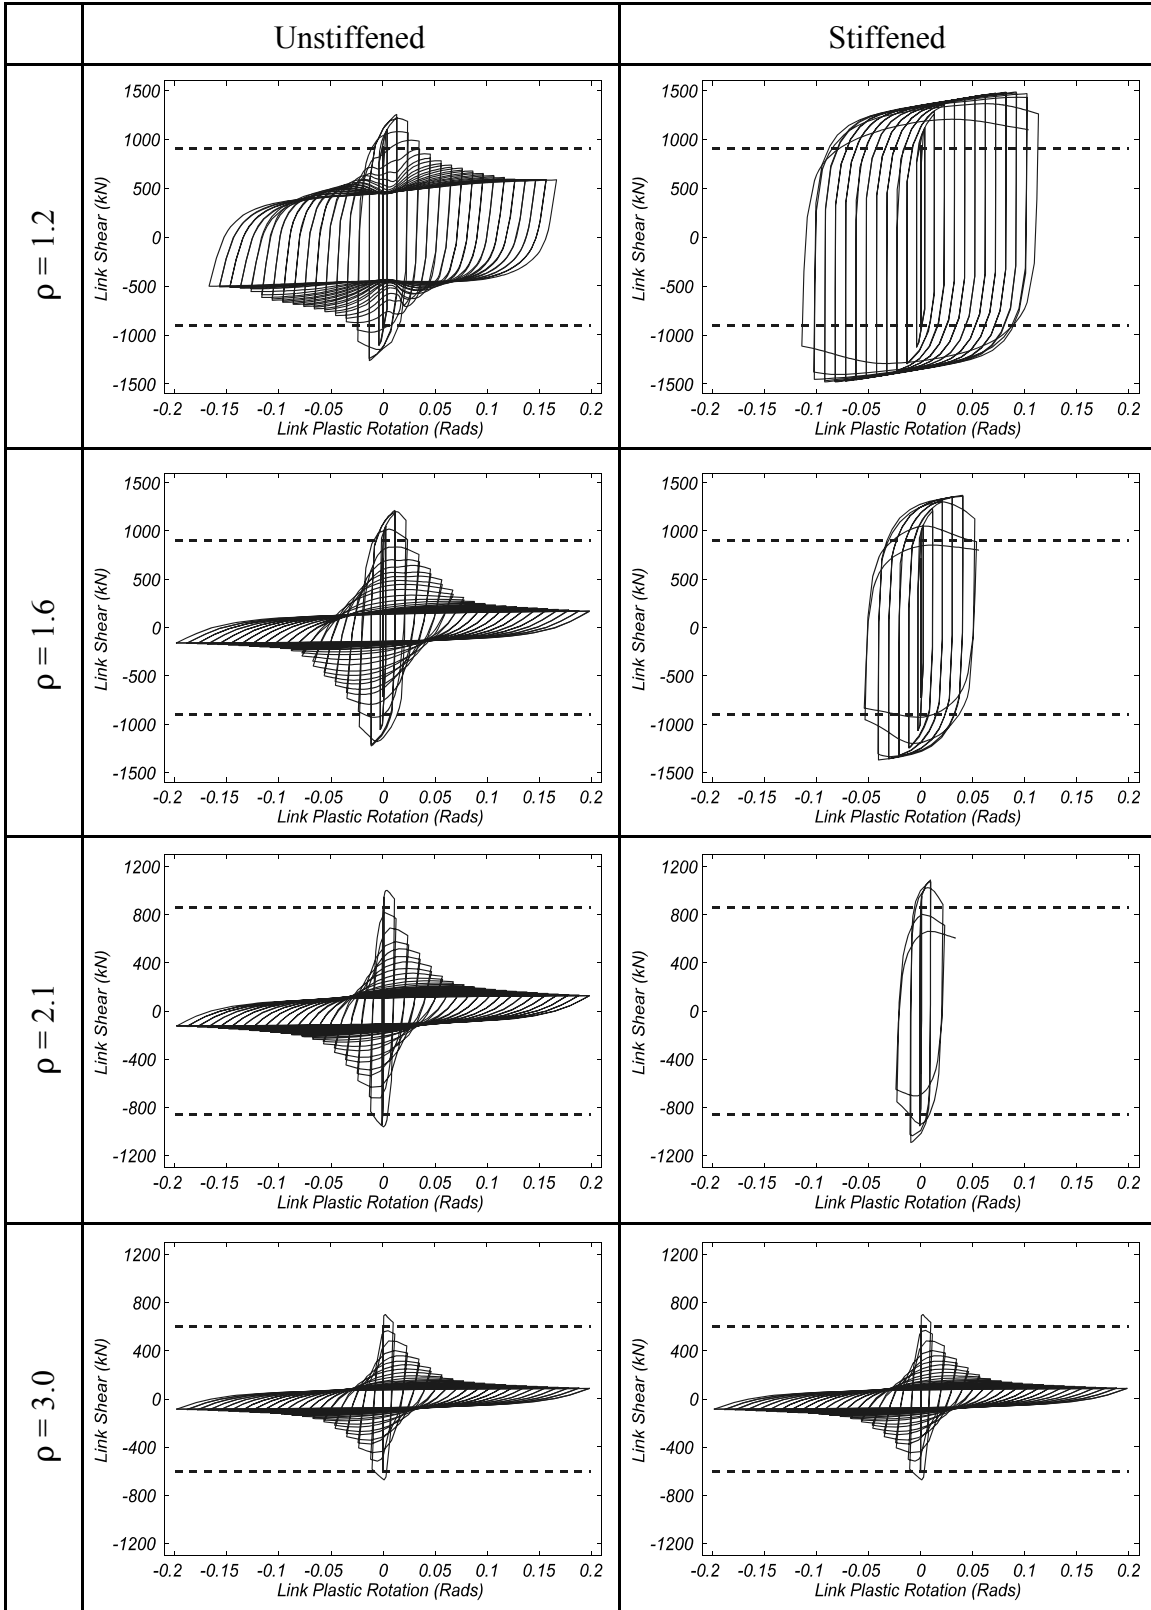 Unstiffened
Stiffened
ρ = 1.2
Link Shear (kN)
1500
1000
500
0
-500
-1000
-1500
-0.2 -0.15 -0.1 -0.05 0 0.05 0.1 0.15 0.2
Link Plastic Rotation (Rads)
Link Shear (kN)
1500
1000
500
0
-500
-1000
-1500
-0.2 -0.15 -0.1 -0.05 0 0.05 0.1 0.15 0.2
Link Plastic Rotation (Rads)
ρ = 1.6
Link Shear (kN)
1500
1000
500
0
-500
-1000
-1500
-0.2 -0.15 -0.1 -0.05 0 0.05 0.1 0.15 0.2
Link Plastic Rotation (Rads)
Link Shear (kN)
1500
1000
500
0
-500
-1000
-1500
-0.2 -0.15 -0.1 -0.05 0 0.05 0.1 0.15 0.2
Link Plastic Rotation (Rads)
ρ = 2.1
Link Shear (kN)
1200
800
400
0
-400
-800
-1200
-0.2 -0.15 -0.1 -0.05 0 0.05 0.1 0.15 0.2
Link Plastic Rotation (Rads)
Link Shear (kN)
1200
800
400
0
-400
-800
-1200
-0.2 -0.15 -0.1 -0.05 0 0.05 0.1 0.15 0.2
Link Plastic Rotation (Rads)
ρ = 3.0
Link Shear (kN)
1200
800
400
0
-400
-800
-1200
-0.2 -0.15 -0.1 -0.05 0 0.05 0.1 0.15 0.2
Link Plastic Rotation (Rads)
Link Shear (kN)
1200
800
400
0
-400
-800
-1200
-0.2 -0.15 -0.1 -0.05 0 0.05 0.1 0.15 0.2
Link Plastic Rotation (Rads)